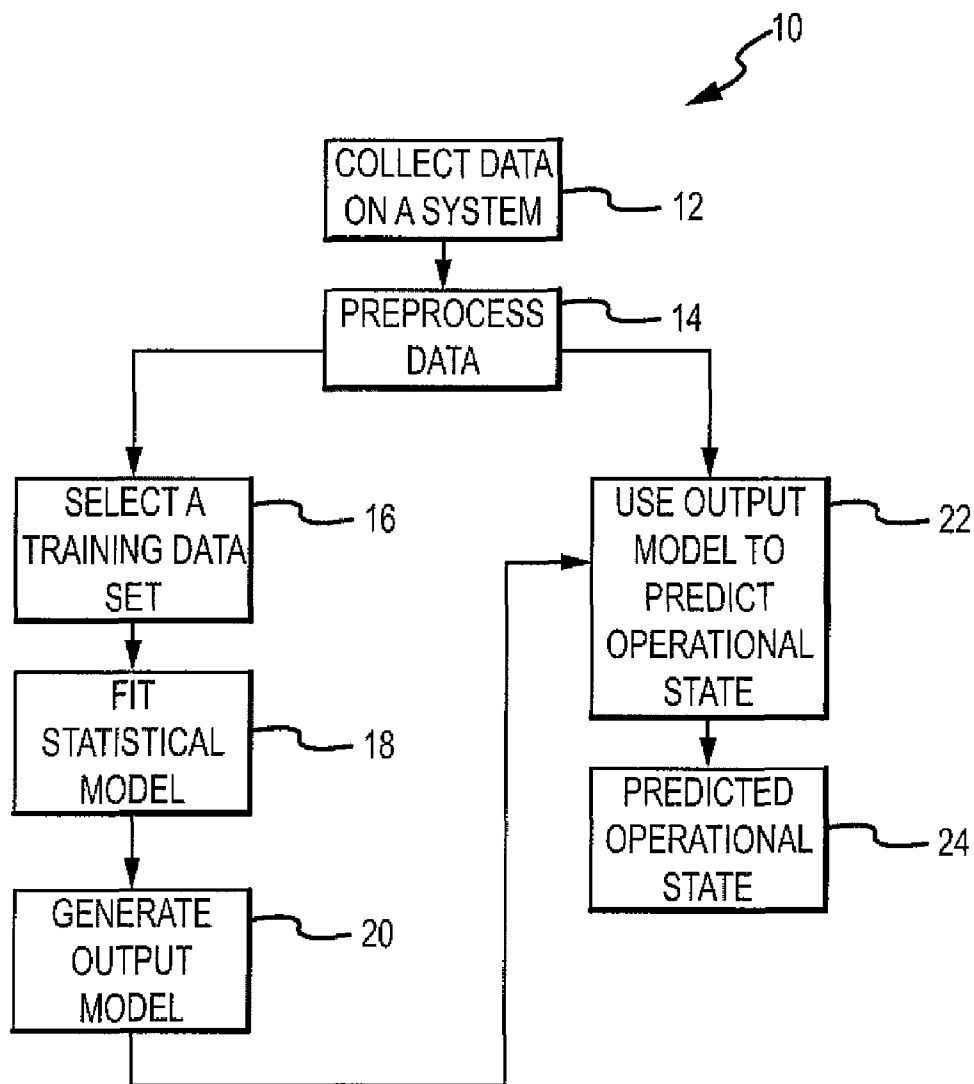 10
COLLECT DATA
ON A SYSTEM
12
PREPROCESS
DATA
14
SELECT A
TRAINING DATA
SET
16
FIT
STATISTICAL
MODEL
18
GENERATE
OUTPUT
MODEL
20
USE OUTPUT
MODEL TO
PREDICT
OPERATIONAL
STATE
22
PREDICTED
OPERATIONAL
STATE
24